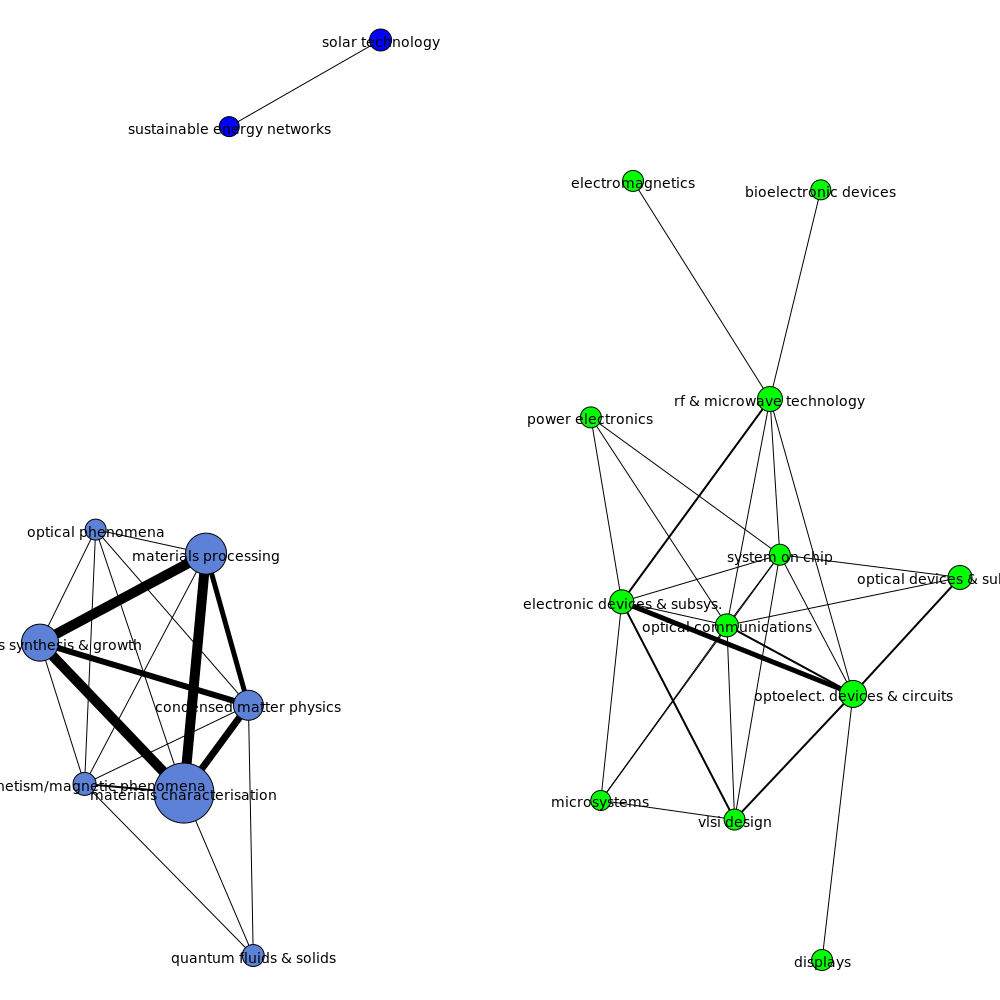 solar technology
sustainable energy networks
electromagnetics
bioelectronic devices
rf & microwave technology
power electronics
optical phenomena
materials processing
system on chip
optical devices & su
electronic devices & subsys.
optical communications
s synthesis & growth
optoelect. devices & circuits
condensed matter physics
netism/magnetic phenomena
materials characterisation
microsystems
vlsi design
quantum fluids & solids
displays